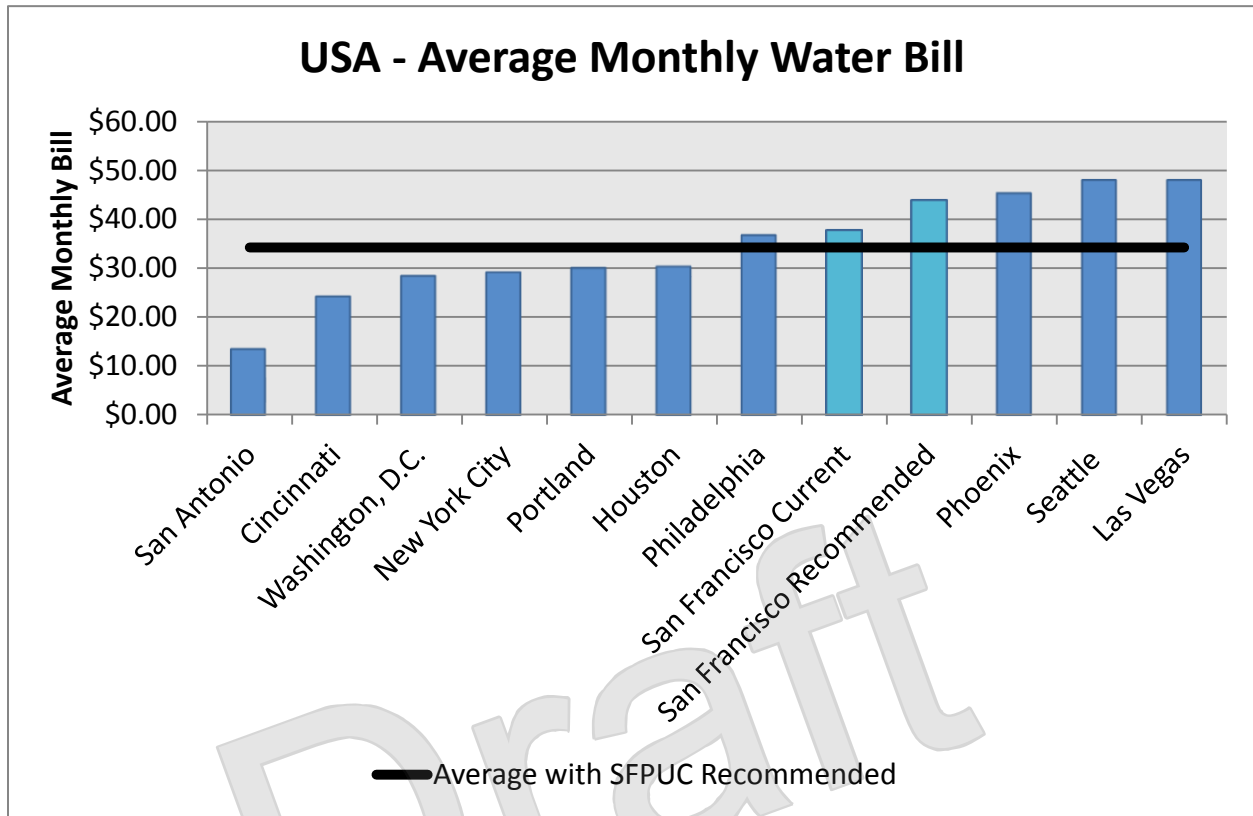 USA - Average Monthly Water Bill
Average Monthly Bill
$60.00
$50.00
$40.00
$30.00
$20.00
$10.00
$0.00
San Antonio
Cincinnati
Washington, D.C.
New York City
Portland
Houston
Philadelphia
San Francisco Current
San Francisco Recommended
Phoenix
Seattle
Las Vegas
Average with SFPUC Recommended
Draft